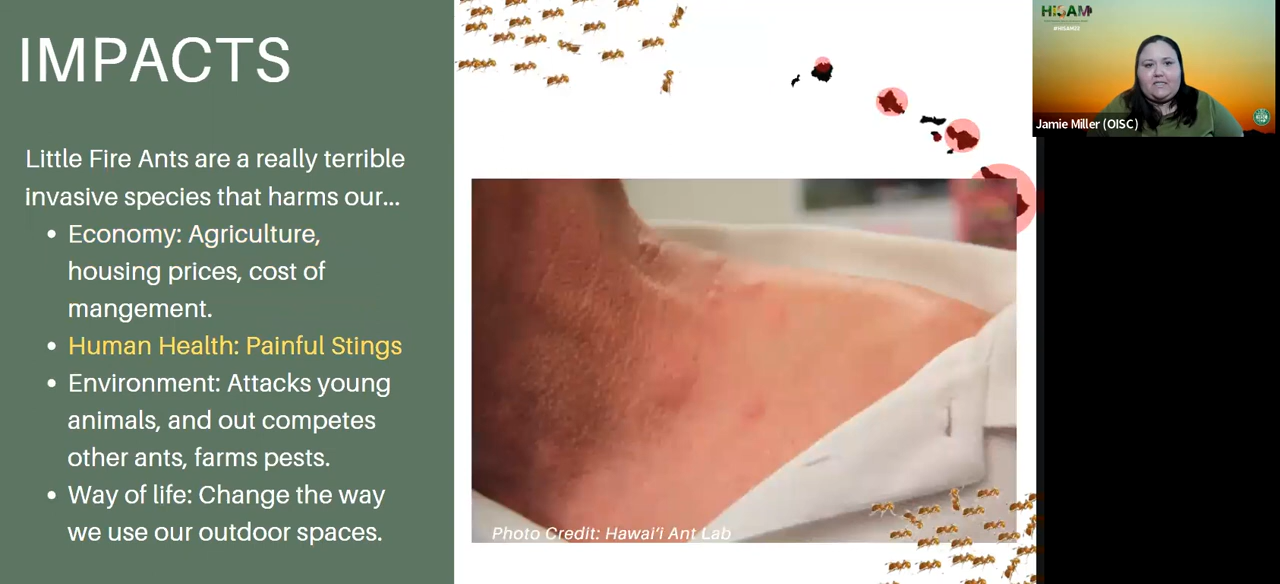 IMPACTS
Little Fire Ants are a really terrible
invasive species that harms our...
• Economy: Agriculture,
housing prices, cost of
mangement.
• Human Health: Painful Stings
• Environment: Attacks young
animals, and out competes
other ants, farms pests.
• Way of life: Change the way
we use our outdoor spaces.
Photo Credit: Hawai‘i Ant Lab
HISAM
#HISAM22
Jamie Miller (OISC)